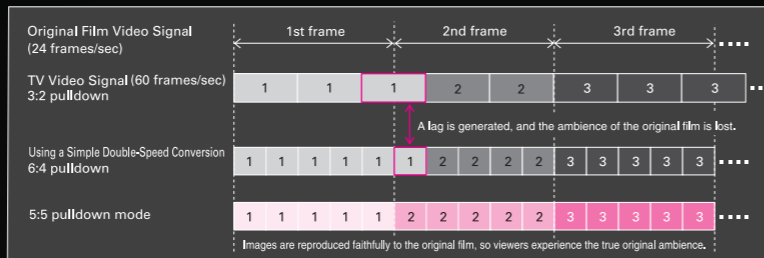 Original Film Video Signal
(24 frames/sec)
1st frame 2nd frame 3rd frame
TV Video Signal (60 frames/sec)
3:2 pulldown
1 1 1 2 2 3 3 3
A lag is generated, and the ambience of the original film is lost.
Using a Simple Double-Speed Conversion
6:4 pulldown
1 1 1 1 1 1 2 2 2 2 3 3 3 3 3
5:5 pulldown mode
1 1 1 1 1 2 2 2 2 2 3 3 3 3 3
Images are reproduced faithfully to the original film, so viewers experience the true original ambience.